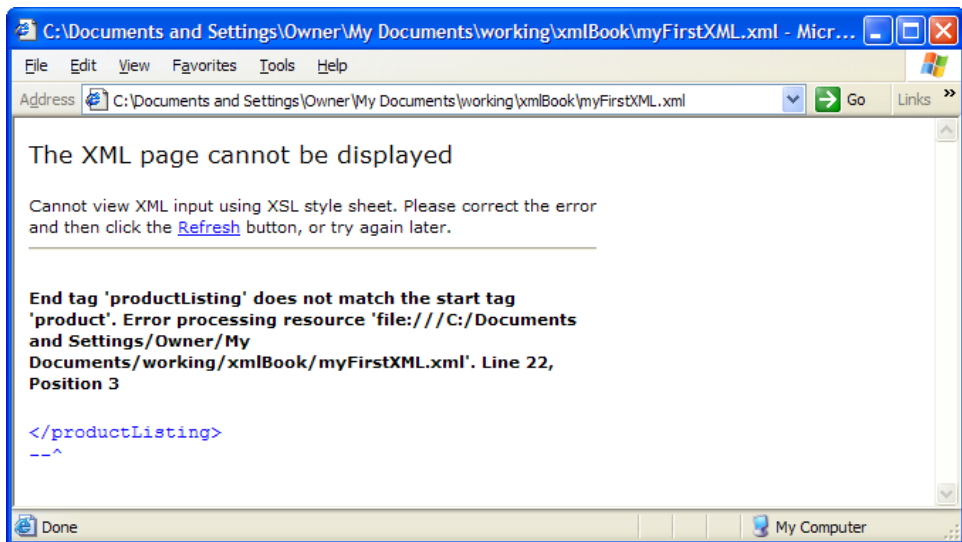 C:\Documents and Settings\Owner\My Documents\working\xmlBook\myFirstXML.xml - Micr...
File Edit View Favorites Tools Help
Address C:\Documents and Settings\Owner\My Documents\working\xmlBook\myFirstXML.xml Go Links »
The XML page cannot be displayed
Cannot view XML input using XSL style sheet. Please correct the error
and then click the Refresh button, or try again later.
End tag 'productListing' does not match the start tag
'product'. Error processing resource 'file:///C:/Documents
and Settings/Owner/My
Documents/working/xmlBook/myFirstXML.xml'. Line 22,
Position 3
</productListing>
--^
Done My Computer